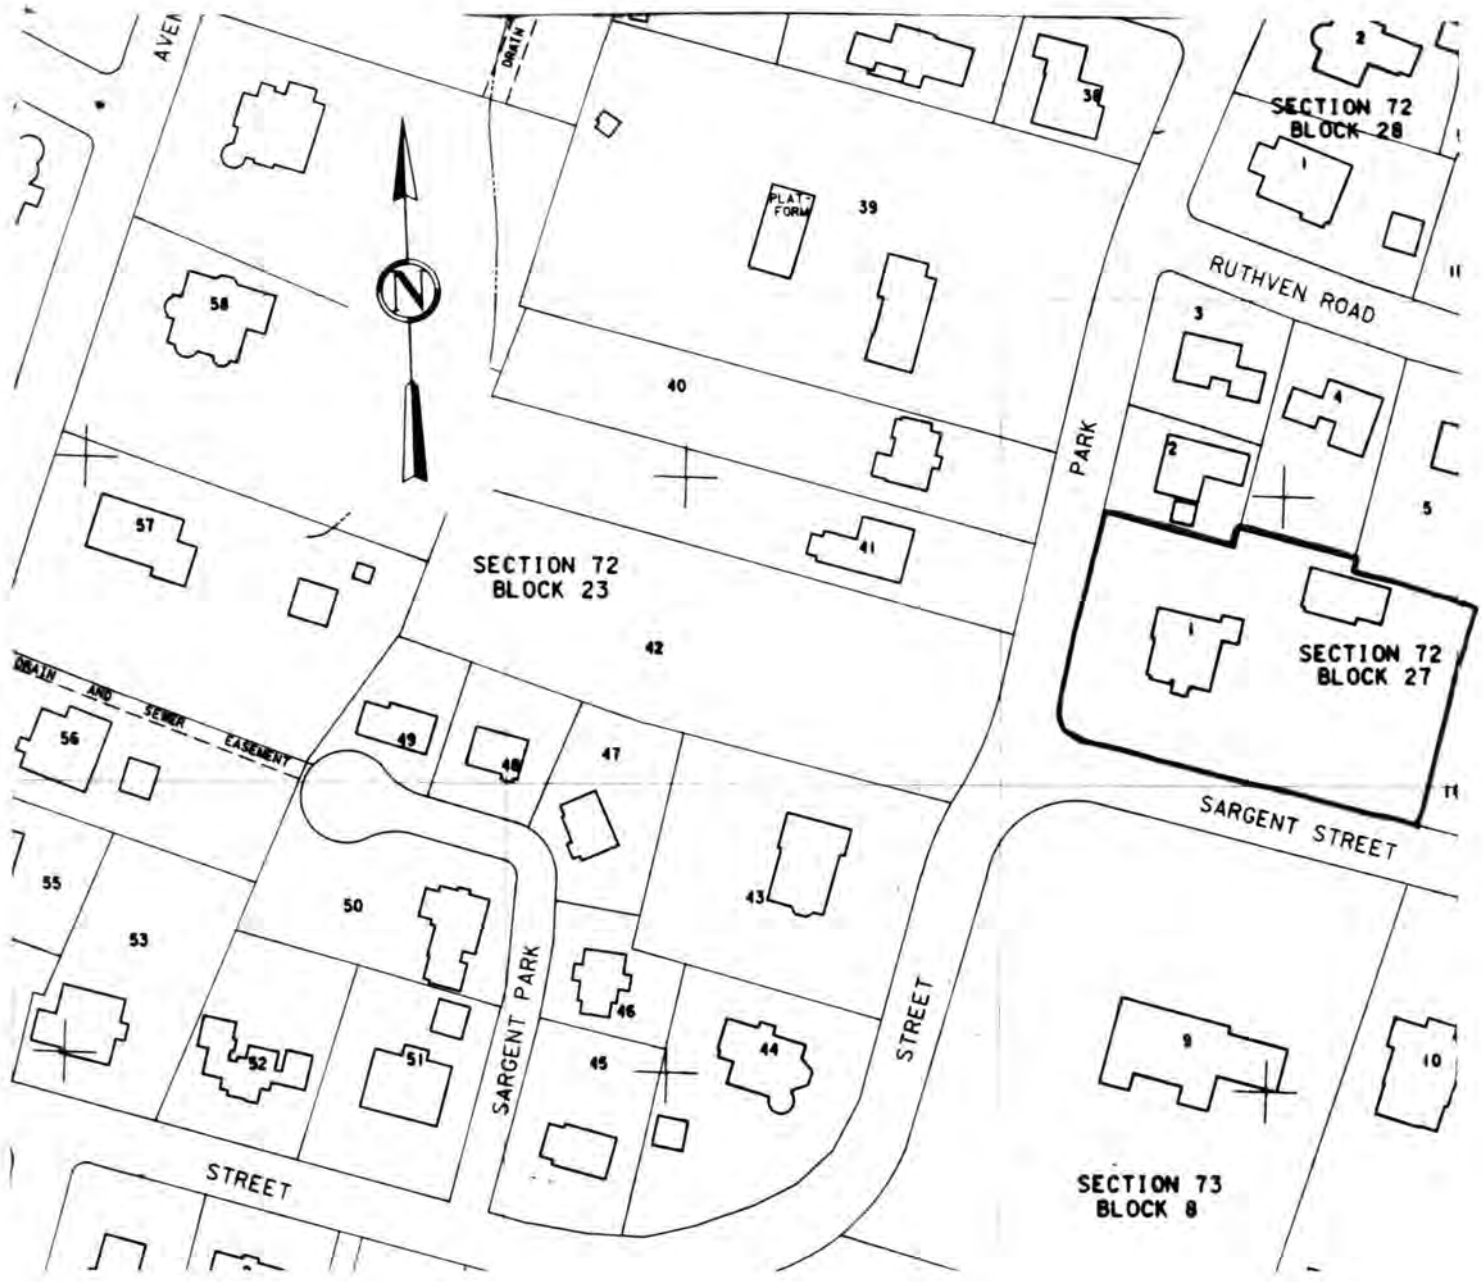 AVEN
DRAIN
38
2
SECTION 72
BLOCK 28
1
PLAT-
FORM
39
RUTHVEN ROAD
N
58
3
40
4
PARK
2
5
57
41
SECTION 72
BLOCK 23
42
1
SECTION 72
BLOCK 27
DRAIN AND SEWER EASEMENT
56
49
48
47
SARGENT STREET
55
50
43
53
SARGENT PARK
46
STREET
52
51
45
44
9
10
STREET
SECTION 73
BLOCK 8